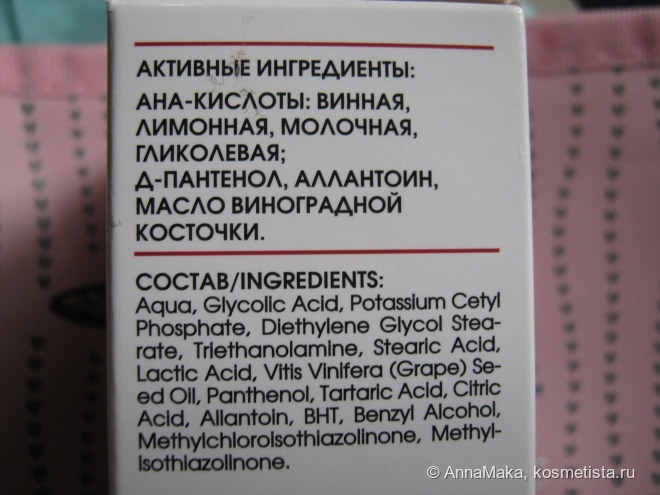 АКТИВНЫЕ ИНГРЕДИЕНТЫ:
АНА-КИСЛОТЫ: ВИННАЯ,
ЛИМОННАЯ, МОЛОЧНАЯ,
ГЛИКОЛЕВАЯ;
Д-ПАНТЕНОЛ, АЛЛАНТОИН,
МАСЛО ВИНОГРАДНОЙ
КОСТОЧКИ.
СОСТАВ/INGREDIENTS:
Aqua, Glycolic Acid, Potassium Cetyl
Phosphate, Diethylene Glycol Stea-
rate, Triethanolamine, Stearic Acid,
Lactic Acid, Vitis Vinifera (Grape) Se-
ed Oil, Panthenol, Tartaric Acid, Citric
Acid, Allantoin, BHT, Benzyl Alcohol,
Methylchloroisothiazolinone, Methyl-
isothiazolinone.
© AnnaMaka, kosmetista.ru